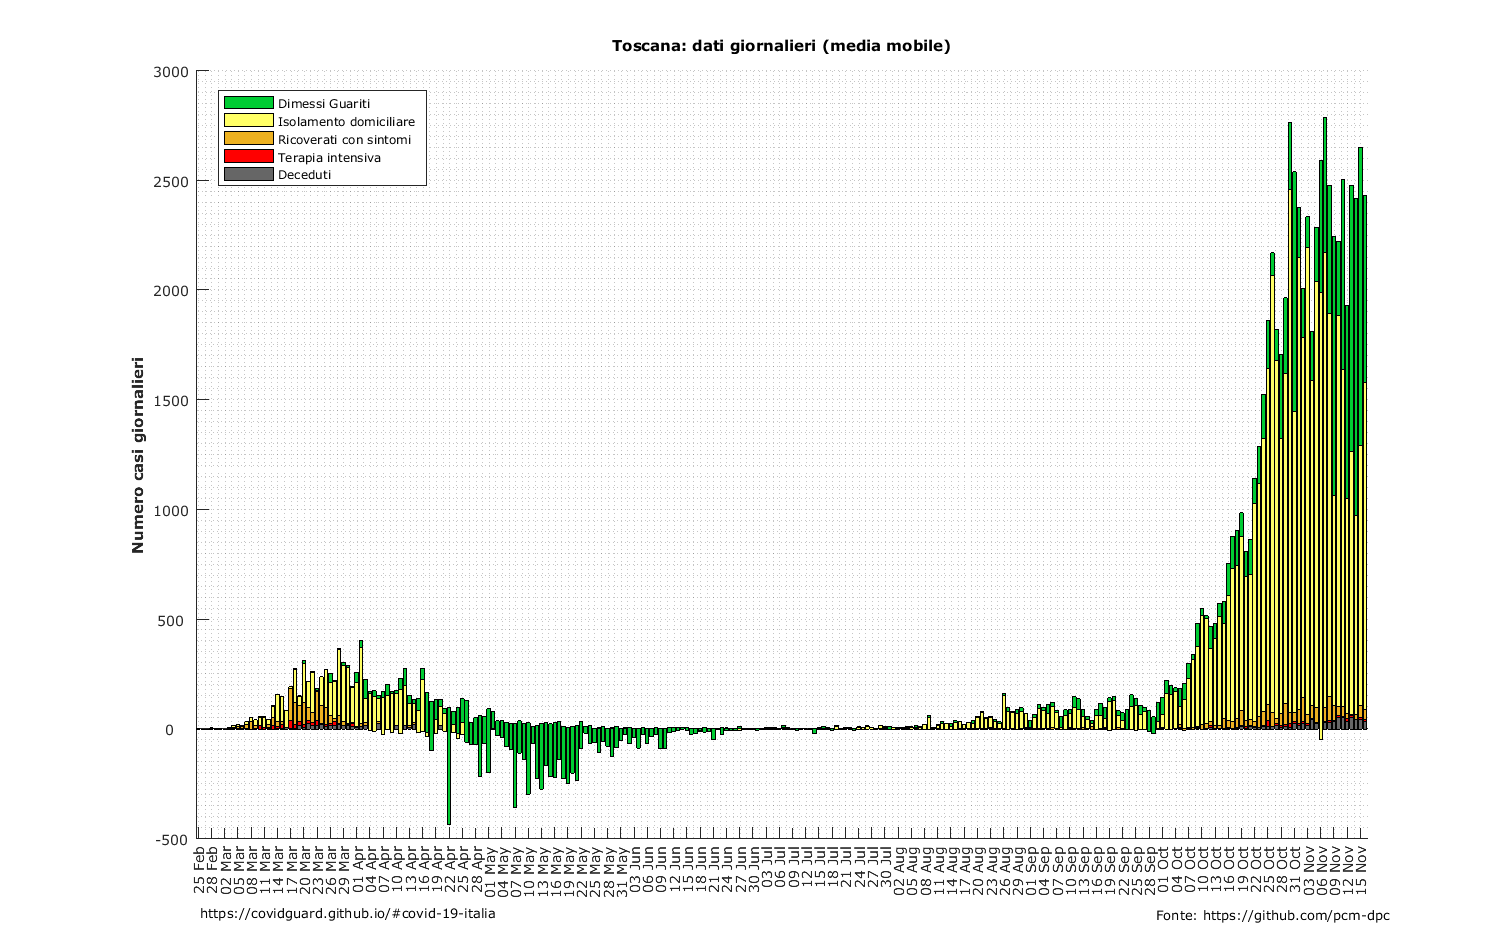 Toscana: dati giornalieri (media mobile)
3000
2500
2000
1500
1000
500
0
-500
Numero casi giornalieri
Dimessi Guariti
Isolamento domiciliare
Ricoverati con sintomi
Terapia intensiva
Deceduti
25 Feb
28 Feb
02 Mar
05 Mar
08 Mar
11 Mar
14 Mar
17 Mar
20 Mar
23 Mar
26 Mar
29 Mar
01 Apr
04 Apr
07 Apr
10 Apr
13 Apr
16 Apr
19 Apr
22 Apr
25 Apr
28 Apr
01 May
04 May
07 May
10 May
13 May
16 May
19 May
22 May
25 May
28 May
31 May
03 Jun
06 Jun
09 Jun
12 Jun
15 Jun
18 Jun
21 Jun
24 Jun
27 Jun
30 Jun
03 Jul
06 Jul
09 Jul
12 Jul
15 Jul
18 Jul
21 Jul
24 Jul
27 Jul
30 Jul
02 Aug
05 Aug
08 Aug
11 Aug
14 Aug
17 Aug
20 Aug
23 Aug
26 Aug
29 Aug
01 Sep
04 Sep
07 Sep
10 Sep
13 Sep
16 Sep
19 Sep
22 Sep
25 Sep
28 Sep
01 Oct
04 Oct
07 Oct
10 Oct
13 Oct
16 Oct
19 Oct
22 Oct
25 Oct
28 Oct
31 Oct
03 Nov
06 Nov
09 Nov
12 Nov
15 Nov
https://covidguard.github.io/#covid-19-italia
Fonte: https://github.com/pcm-dpc